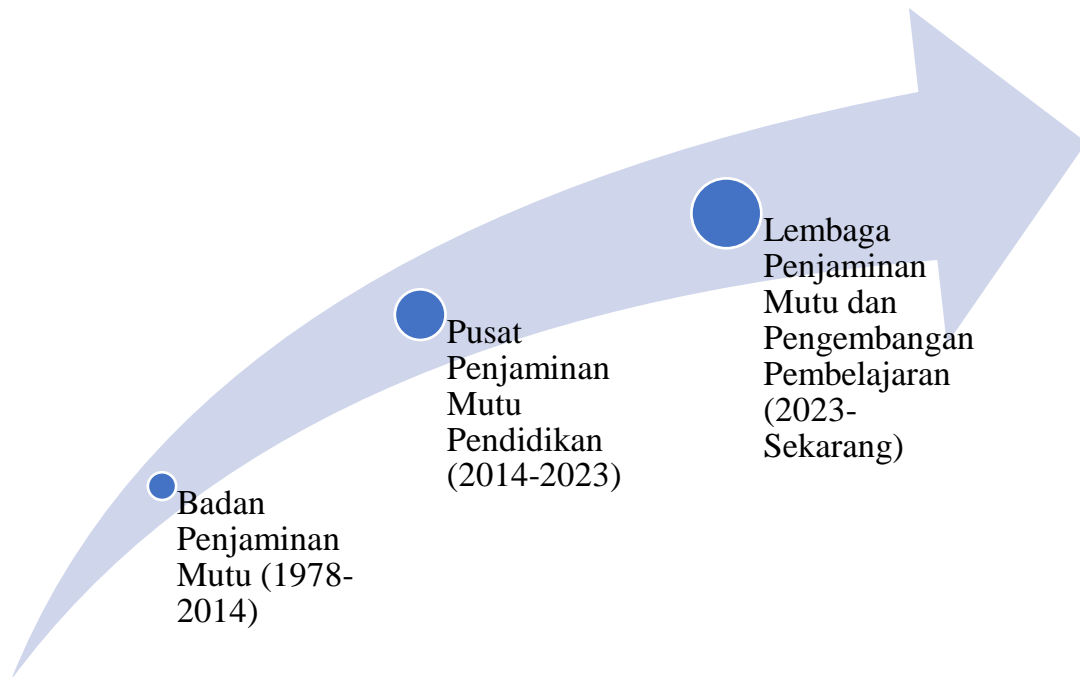 Badan
Penjaminan
Mutu (1978-
2014)
Pusat
Penjaminan
Mutu
Pendidikan
(2014-2023)
Lembaga
Penjaminan
Mutu dan
Pengembangan
Pembelajaran
(2023-
Sekarang)